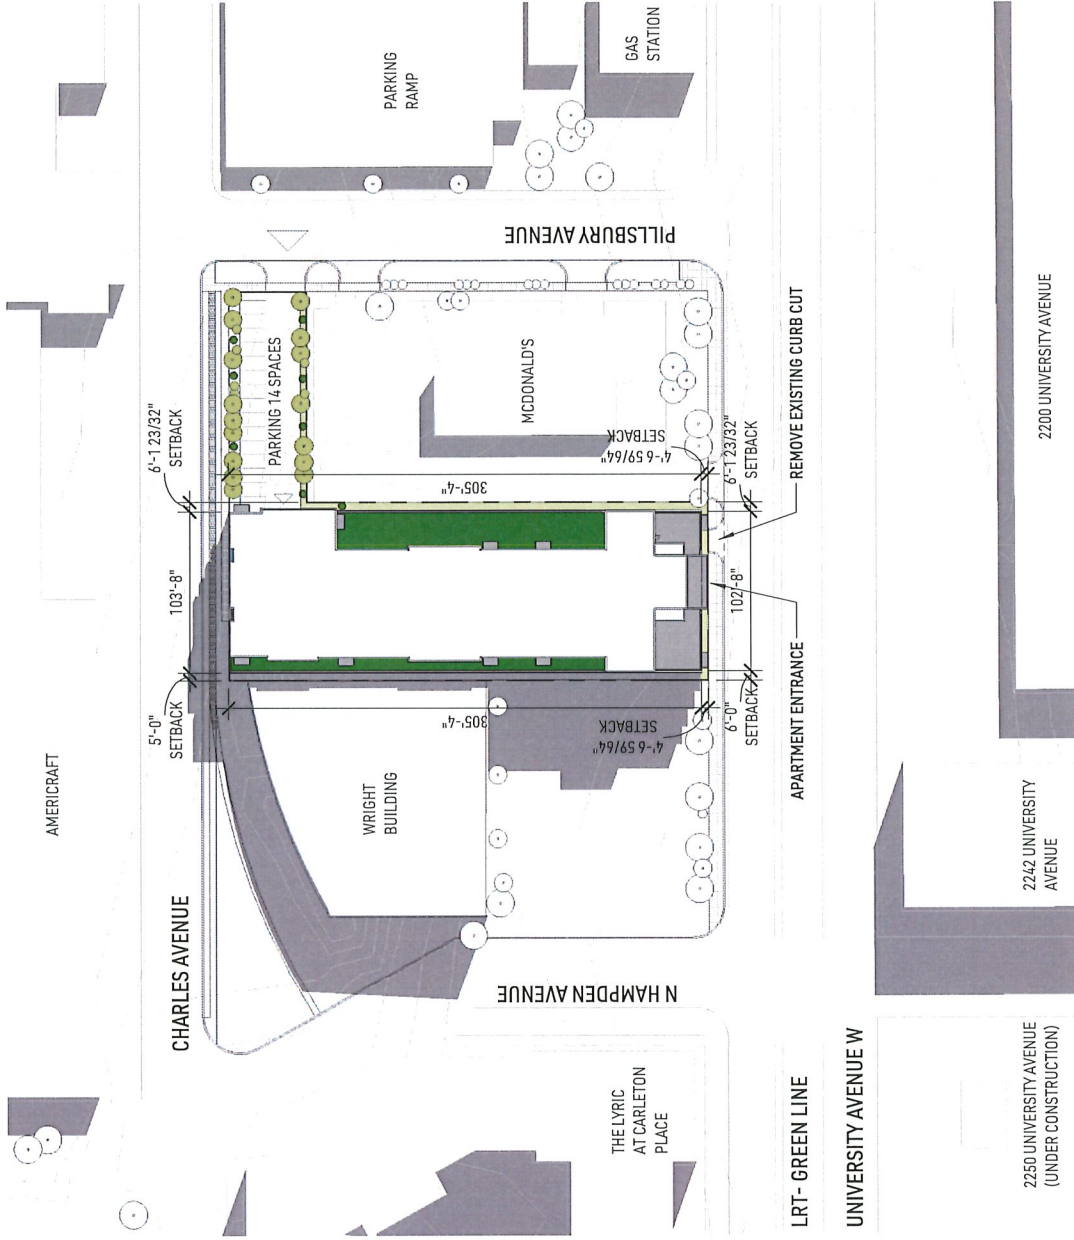 AMERICRAFT
CHARLES AVENUE
5'-0"
SETBACK
103'-8"
6'-1 23/32"
SETBACK
PARKING 14 SPACES
PARKING
RAMP
GAS
STATION
WRIGHT
BUILDING
305'-4"
305'-4"
MCDONALD'S
4'-6 59/64"
SETBACK
4'-6 59/64"
SETBACK
N HAMPDEN AVENUE
PILLSBURY AVENUE
6'-0"
SETBACK
102'-8"
6'-1 23/32"
SETBACK
APARTMENT ENTRANCE
REMOVE EXISTING CURB CUT
THE LYRIC
AT CARLETON
PLACE
LRT- GREEN LINE
UNIVERSITY AVENUE W
2250 UNIVERSITY AVENUE
(UNDER CONSTRUCTION)
2242 UNIVERSITY
AVENUE
2200 UNIVERSITY AVENUE